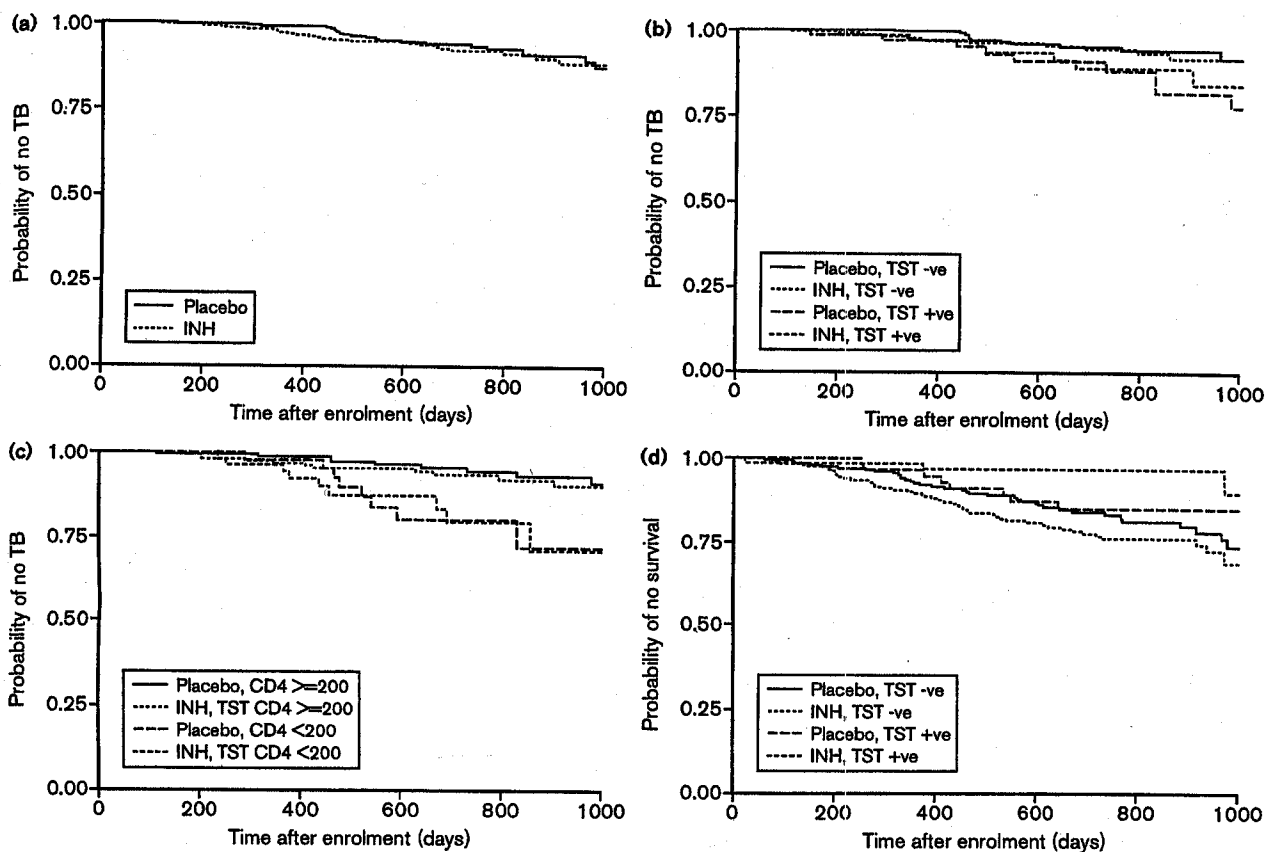 (a)
1.00
0.75
0.50
0.25
0.00
Probability of no TB
Placebo
INH
0 200 400 600 800 1000
Time after enrolment (days)
(b)
1.00
0.75
0.50
0.25
0.00
Probability of no TB
Placebo, TST -ve
INH, TST -ve
Placebo, TST +ve
INH, TST +ve
0 200 400 600 800 1000
Time after enrolment (days)
(c)
1.00
0.75
0.50
0.25
0.00
Probability of no TB
Placebo, CD4 >=200
INH, TST CD4 >=200
Placebo, CD4 <200
INH, TST CD4 <200
0 200 400 600 800 1000
Time after enrolment (days)
(d)
1.00
0.75
0.50
0.25
0.00
Probability of no survival
Placebo, TST -ve
INH, TST -ve
Placebo, TST +ve
INH, TST +ve
0 200 400 600 800 1000
Time after enrolment (days)